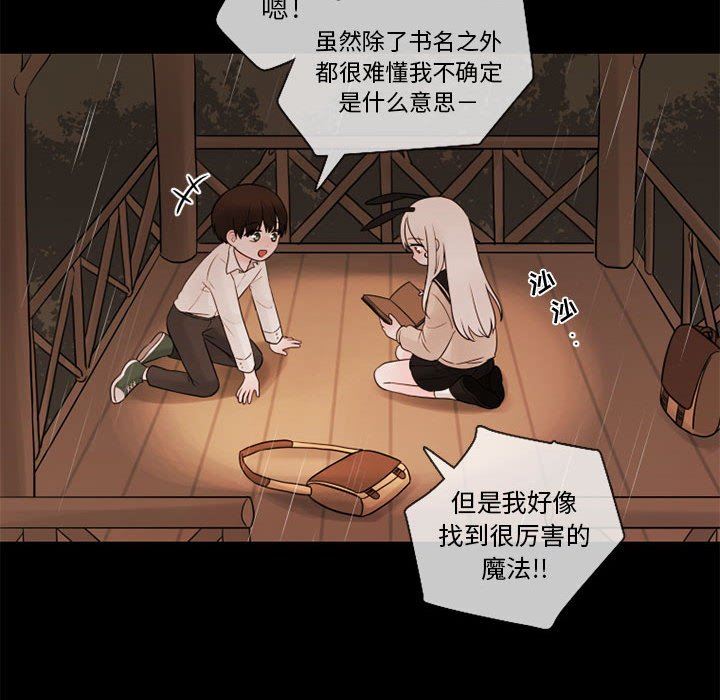 嗯!
虽然除了书名之外
都很难懂我不确定
是什么意思—
沙
沙
:
但是我好像
找到很厉害的
魔法!!